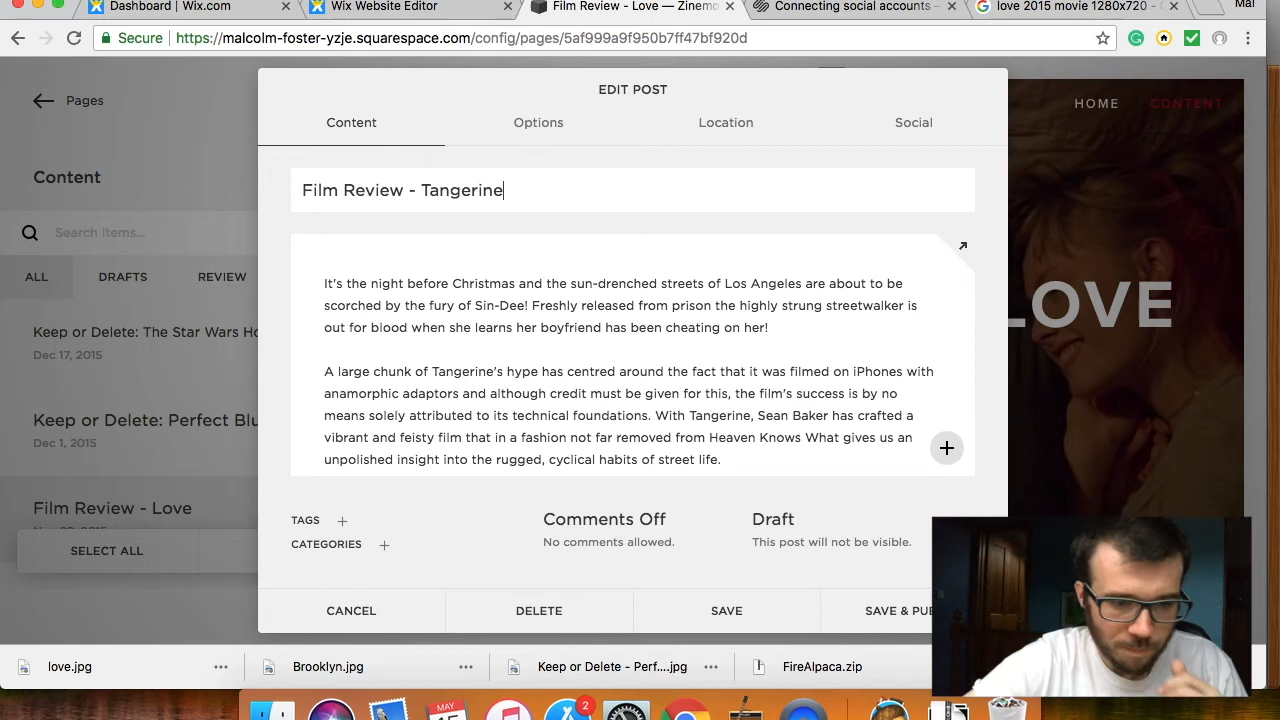 Dashboard | Wix.com
Wix Website Editor
Film Review - Love — Zinemo
Connecting social accounts –
love 2015 movie 1280x720 -
Mal
Secure
https://malcolm-foster-yzje.squarespace.com/config/pages/5af999a9f950b7ff47bf920d
Pages
Content
Search items...
ALL
DRAFTS
REVIEW
Keep or Delete: The Star Wars Ho
Dec 17, 2015
Keep or Delete: Perfect Blu
Dec 1, 2015
Film Review - Love
SELECT ALL
EDIT POST
Content
Options
Location
Social
Film Review - Tangerine
It's the night before Christmas and the sun-drenched streets of Los Angeles are about to be
scorched by the fury of Sin-Dee! Freshly released from prison the highly strung streetwalker is
out for blood when she learns her boyfriend has been cheating on her!
A large chunk of Tangerine's hype has centred around the fact that it was filmed on iPhones with
anamorphic adaptors and although credit must be given for this, the film's success is by no
means solely attributed to its technical foundations. With Tangerine, Sean Baker has crafted a
vibrant and feisty film that in a fashion not far removed from Heaven Knows What gives us an
unpolished insight into the rugged, cyclical habits of street life.
TAGS
CATEGORIES
Comments Off
No comments allowed.
Draft
This post will not be visible.
CANCEL
DELETE
SAVE
SAVE & PU
HOME
CONTENT
LOVE
love.jpg
Brooklyn.jpg
Keep or Delete - Perf....jpg
FireAlpaca.zip
MAY
2